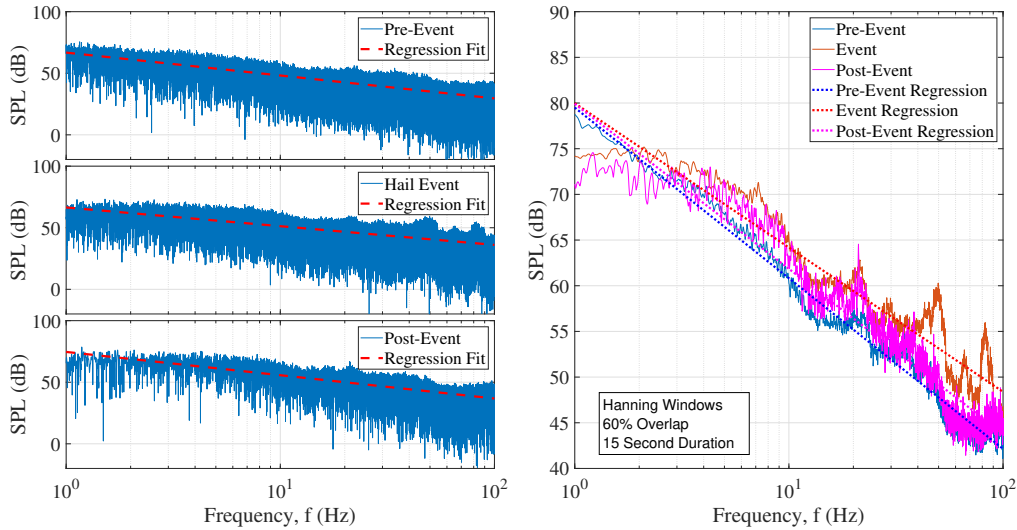 100
50
0
SPL (dB)
Pre-Event
Regression Fit
100
50
0
SPL (dB)
Hail Event
Regression Fit
100
50
0
SPL (dB)
Post-Event
Regression Fit
10^0
10^1
10^2
Frequency, f (Hz)
90
85
80
75
70
65
60
55
50
45
40
SPL (dB)
Pre-Event
Event
Post-Event
Pre-Event Regression
Event Regression
Post-Event Regression
Hanning Windows
60% Overlap
15 Second Duration
10^0
10^1
10^2
Frequency, f (Hz)